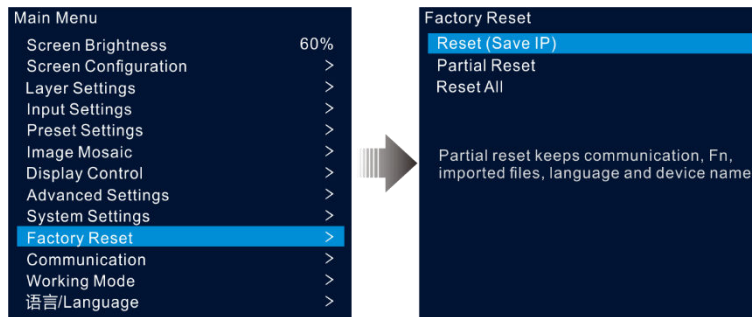 Main Menu
Screen Brightness 60%
Screen Configuration >
Layer Settings >
Input Settings >
Preset Settings >
Image Mosaic >
Display Control >
Advanced Settings >
System Settings >
Factory Reset >
Communication >
Working Mode >
语言/Language >
Factory Reset
Reset (Save IP)
Partial Reset
Reset All
Partial reset keeps communication, Fn,
imported files, language and device name